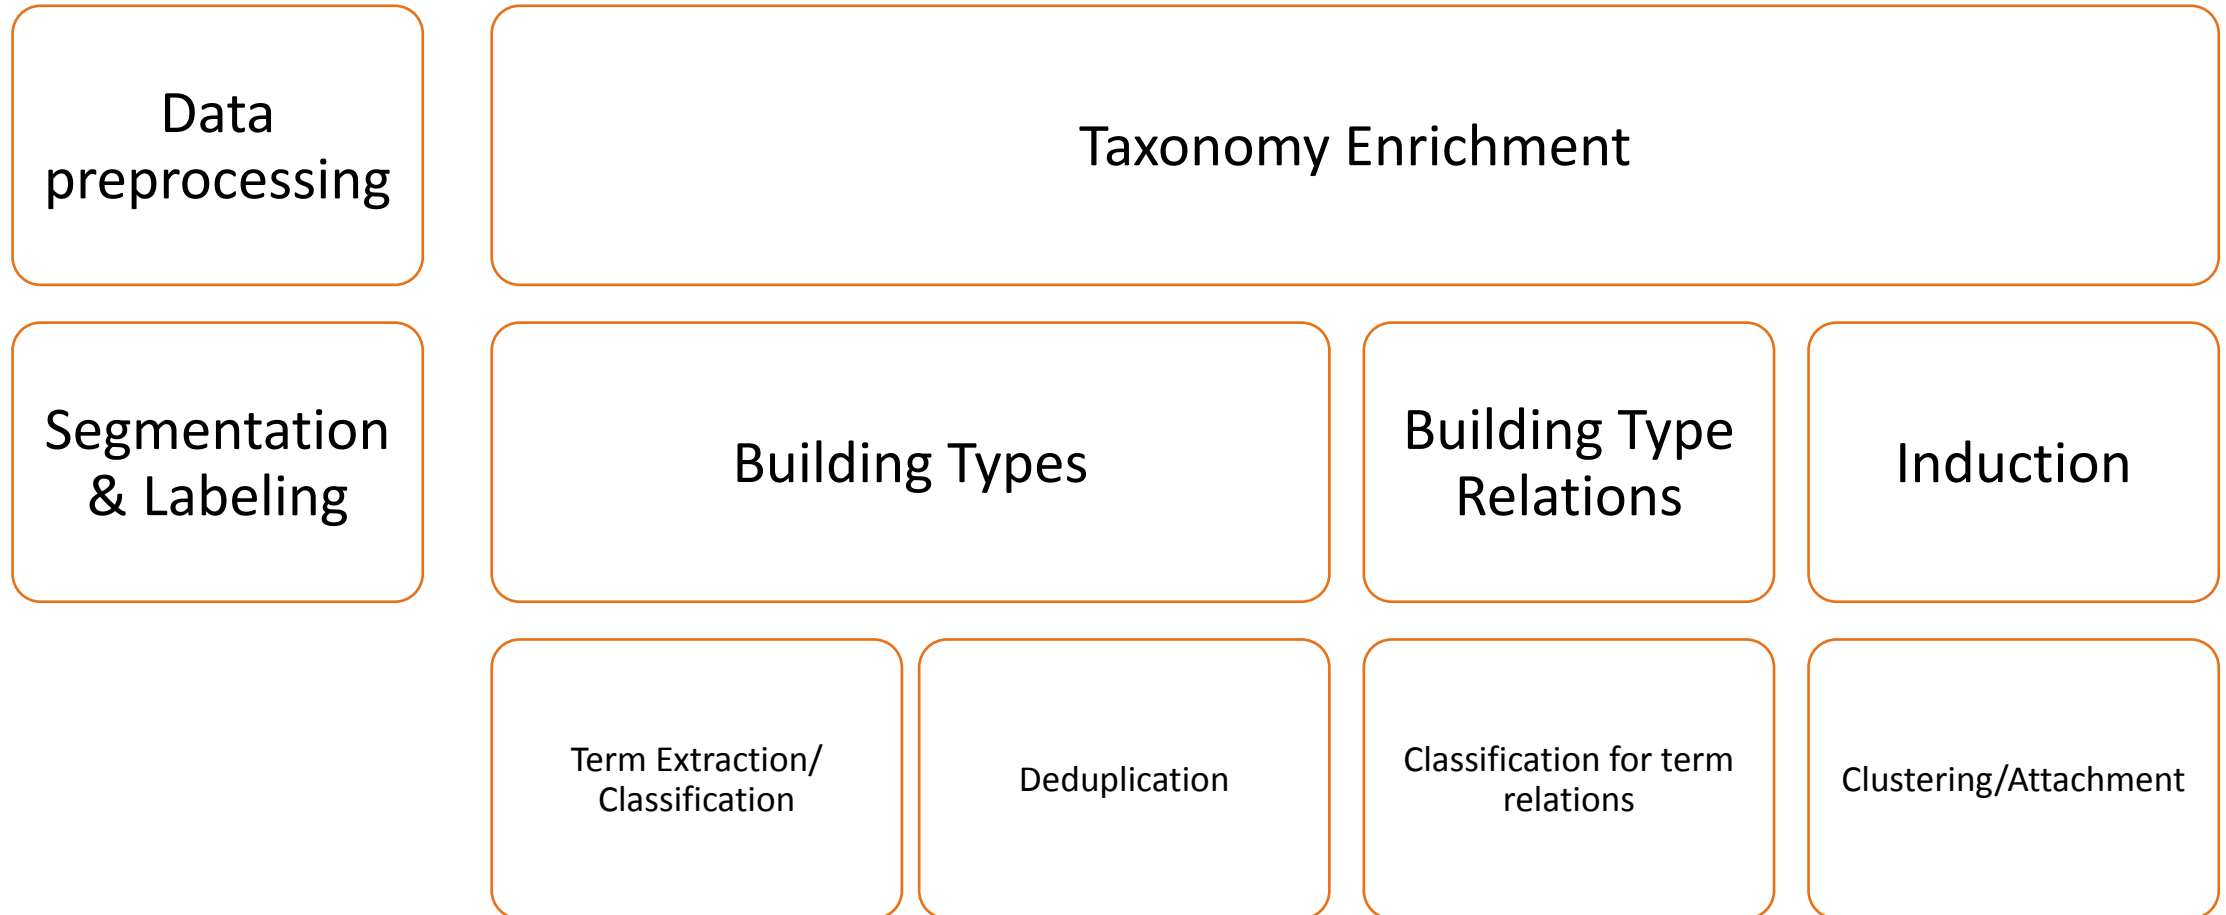 Data
preprocessing
Taxonomy Enrichment
Segmentation
& Labeling
Building Types
Building Type
Relations
Induction
Term Extraction/
Classification
Deduplication
Classification for term
relations
Clustering/Attachment